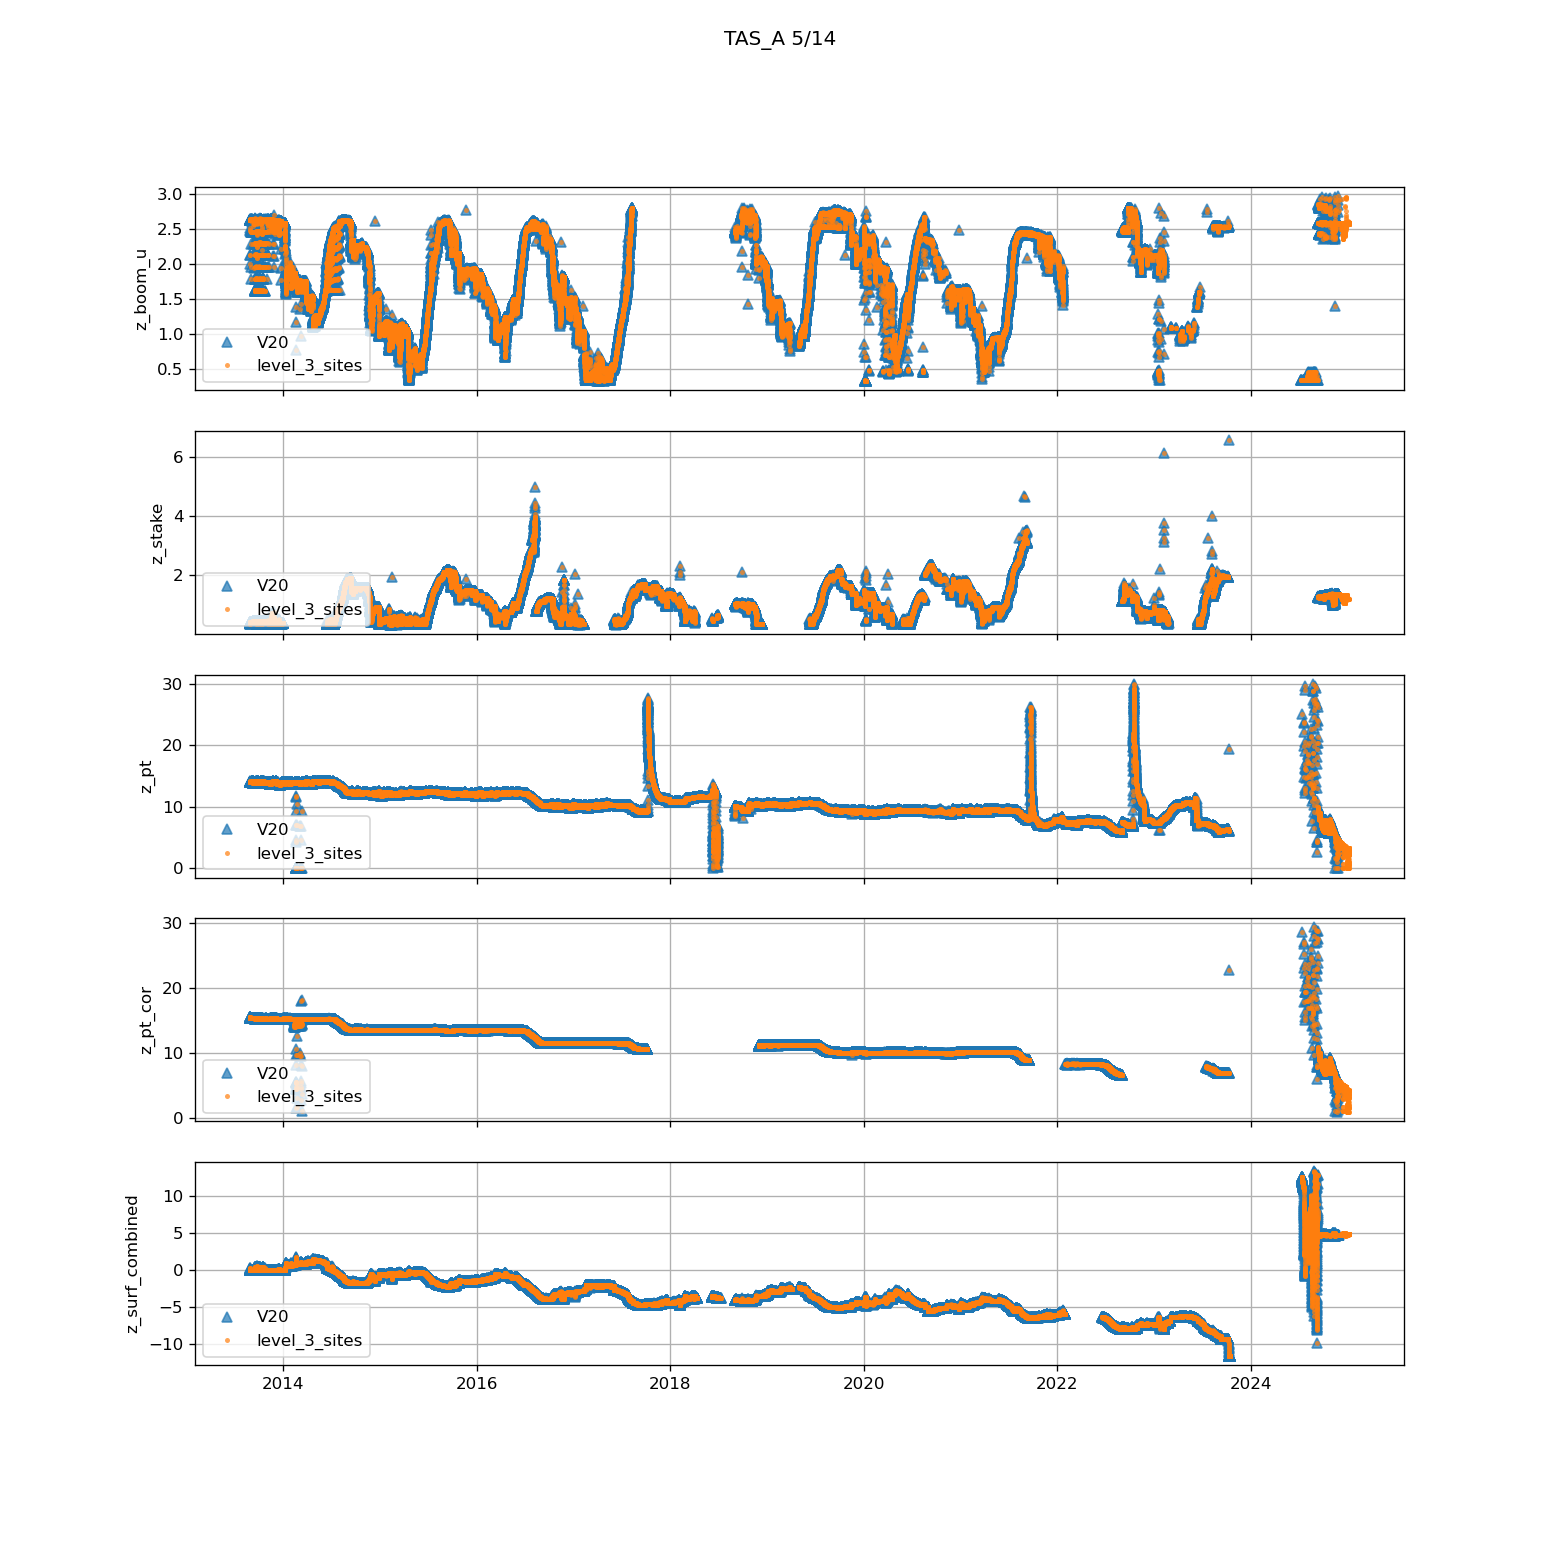 TAS_A 5/14
z_boom_u
3.0
2.5
2.0
1.5
1.0
0.5
V20
level_3_sites
z_stake
6
4
2
V20
level_3_sites
z_pt
30
20
10
0
V20
level_3_sites
z_pt_cor
30
20
10
0
V20
level_3_sites
z_surf_combined
10
5
0
−5
−10
V20
level_3_sites
2014 2016 2018 2020 2022 2024